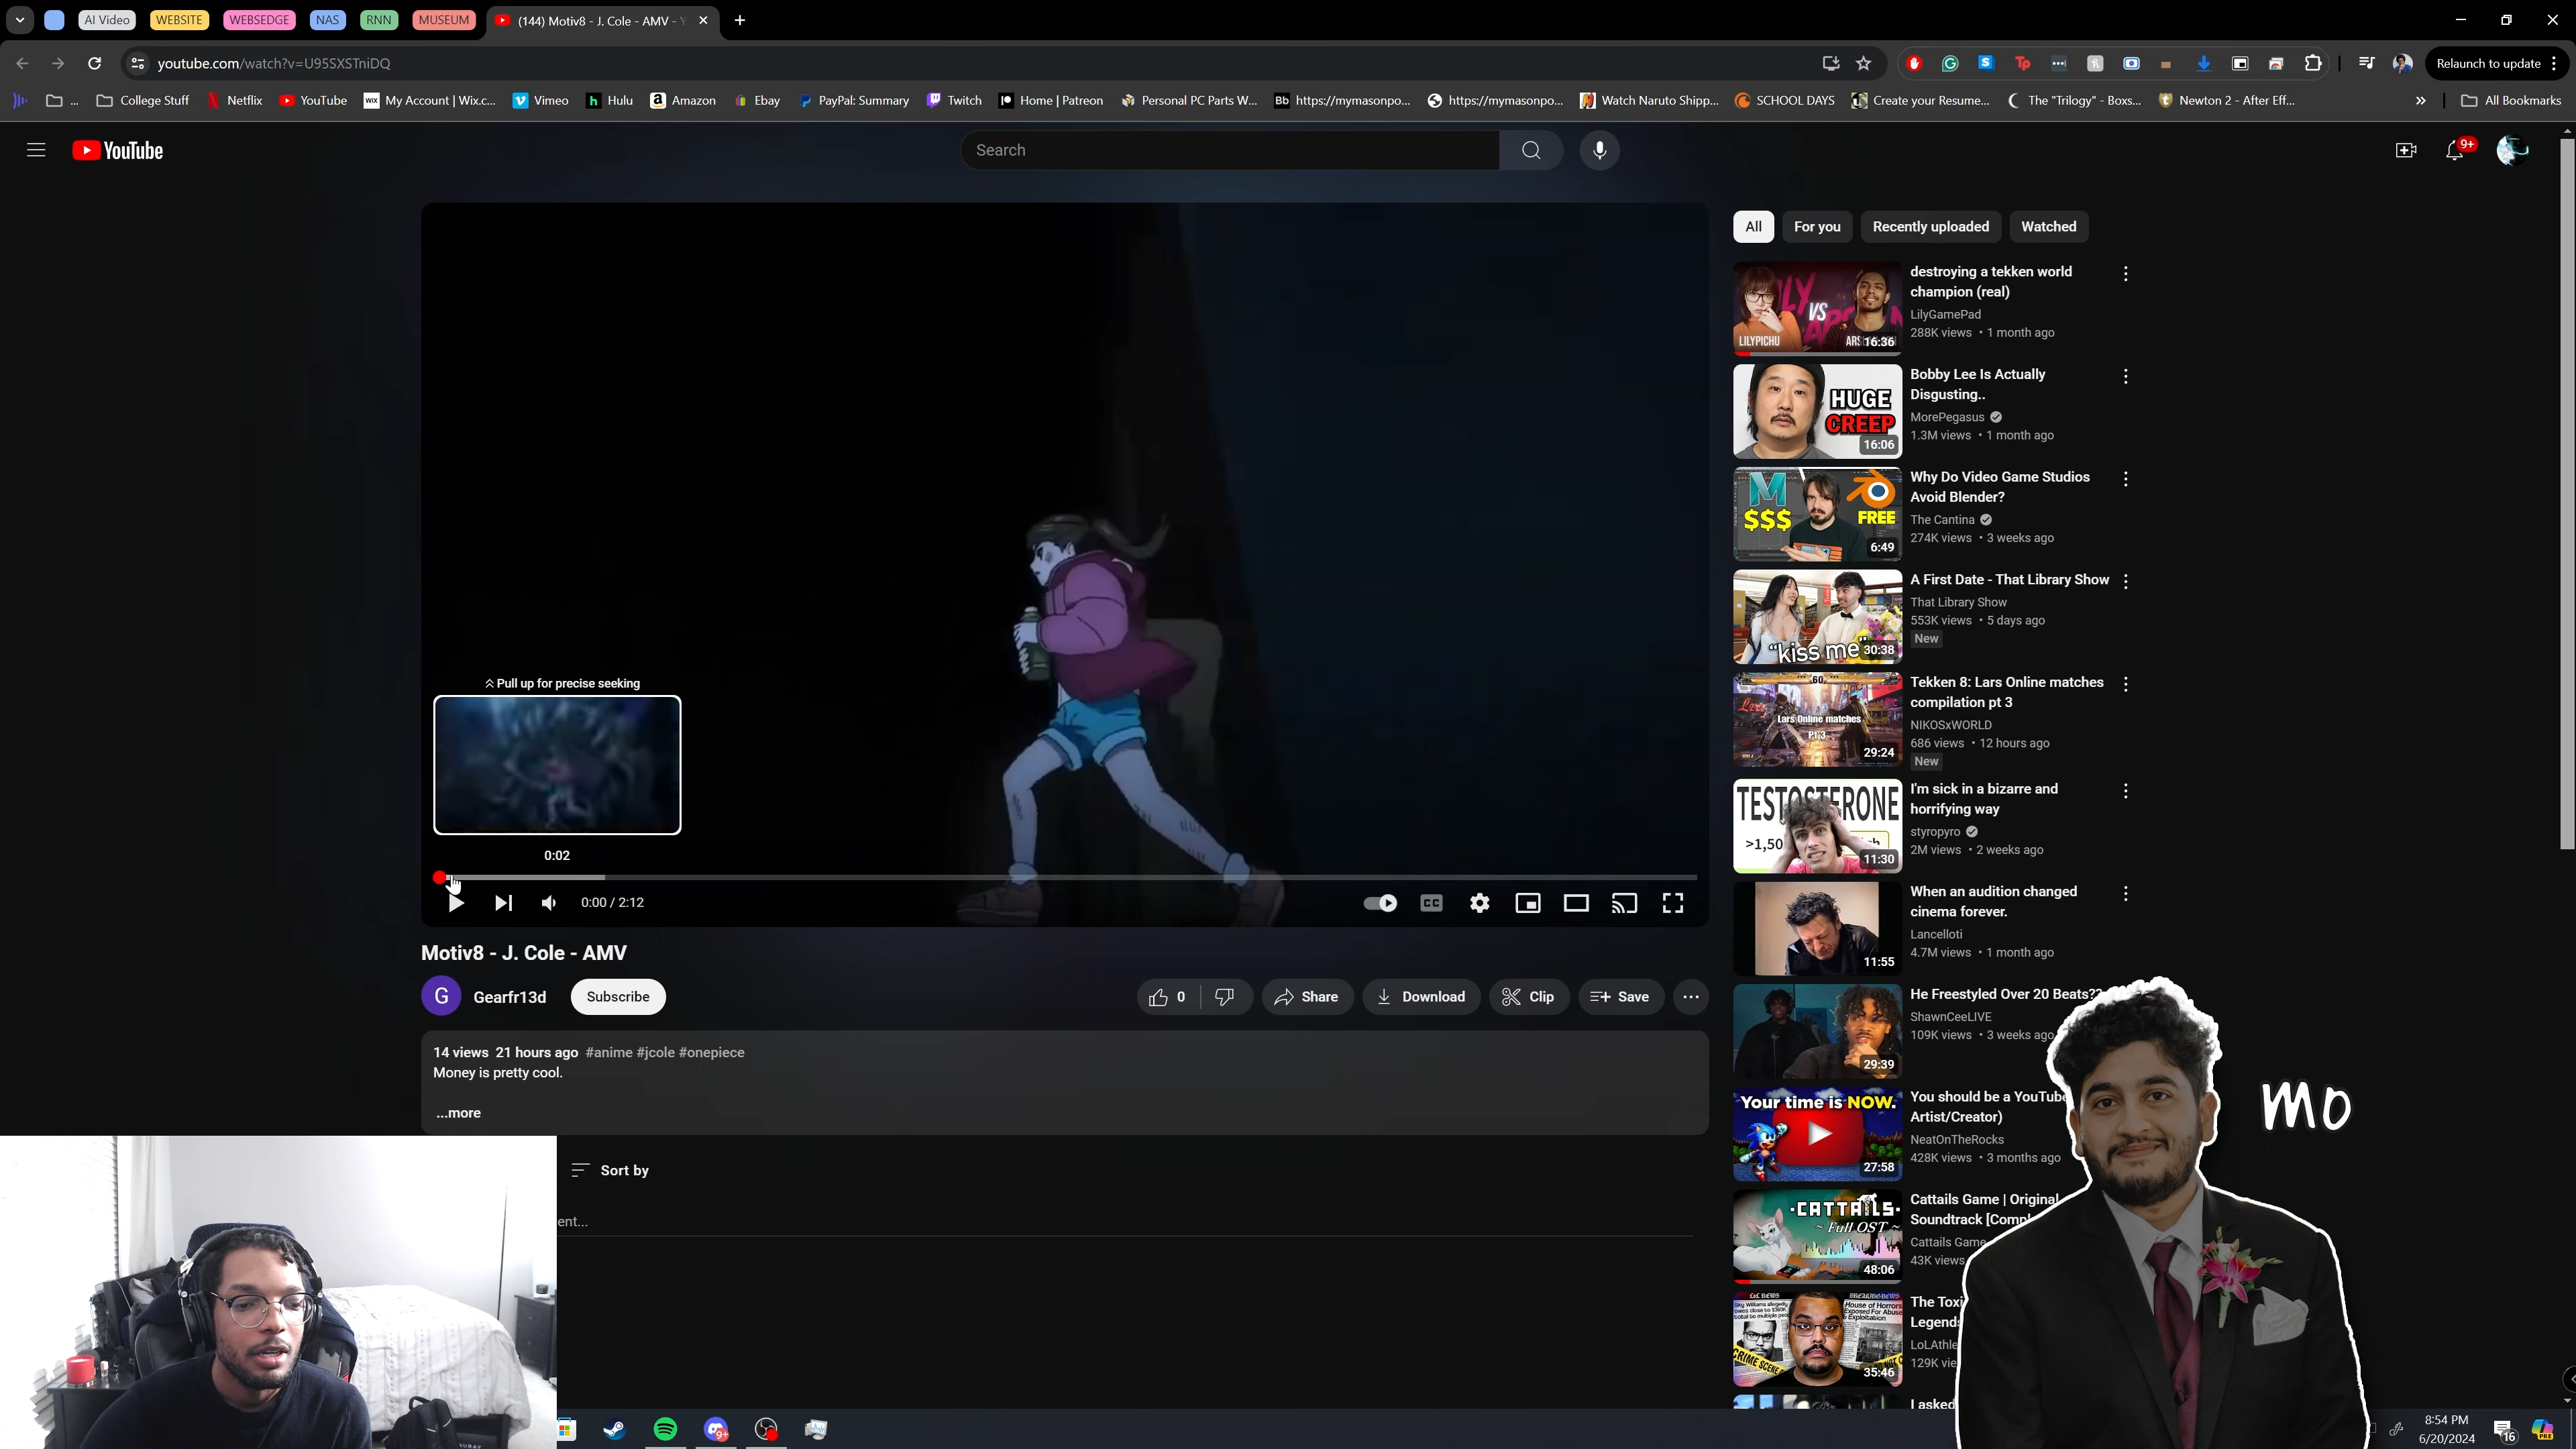 AI Video
WEBSITE
WEBSEDGE
NAS
RNN
MUSEUM
(144) Motiv8 - J. Cole - AMV -
youtube.com/watch?v=U95SXSTniDQ
Relaunch to update
...
College Stuff
Netflix
YouTube
My Account | Wix.c...
Vimeo
Hulu
Amazon
Ebay
PayPal: Summary
Twitch
Home | Patreon
Personal PC Parts W...
https://mymasonpo...
https://mymasonpo...
Watch Naruto Shipp...
SCHOOL DAYS
Create your Resume...
The "Trilogy" - Boxs...
Newton 2 - After Eff...
All Bookmarks
YouTube
Search
9+
All
For you
Recently uploaded
Watched
Pull up for precise seeking
0:02
0:00 / 2:12
CC
Motiv8 - J. Cole - AMV
G
Gearfr13d
Subscribe
0
Share
Download
Clip
Save
14 views 21 hours ago #anime #jcole #onepiece
Money is pretty cool.
...more
Sort by
ent...
VS
LILYPICHU
16:36
destroying a tekken world
champion (real)
LilyGamePad
288K views • 1 month ago
HUGE
CREEP
16:06
Bobby Lee Is Actually
Disgusting..
MorePegasus
1.3M views • 1 month ago
$$$
FREE
6:49
Why Do Video Game Studios
Avoid Blender?
The Cantina
274K views • 3 weeks ago
"kiss me"
30:38
A First Date - That Library Show
That Library Show
553K views • 5 days ago
New
60
Lars Online matches
Pt 3
29:24
Tekken 8: Lars Online matches
compilation pt 3
NIKOSxWORLD
686 views • 12 hours ago
New
TESTOSTERONE
>1,50
11:30
I'm sick in a bizarre and
horrifying way
styropyro
2M views • 2 weeks ago
11:55
When an audition changed
cinema forever.
Lancelloti
4.7M views • 1 month ago
29:39
He Freestyled Over 20 Beats??
ShawnCeeLIVE
109K views • 3 weeks ago
Your time is NOW.
27:58
You should be a YouTube
Artist/Creator)
NeatOnTheRocks
428K views • 3 months ago
CATTAILS
~ Full OST ~
48:06
Cattails Game | Original
Soundtrack [Compl
Cattails Game
43K views
CRIME SCENE
35:46
The Toxi
Legends
LoLAthle
129K vie
I asked
Mo
9+
8:54 PM
6/20/2024
16
PRE